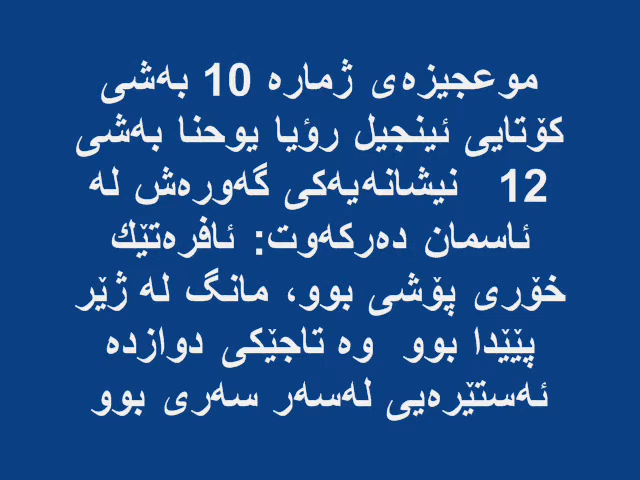 موعجیزەی ژمارە 10 بەشی
کۆتایی ئینجیل رؤیا یوحنا بەشی
12 نیشانەیەکی گەورەش لە
ئاسمان دەرکەوت: ئافرەتێك
خۆری پۆشی بوو، مانگ لە ژێر
پێێدا بوو وە تاجێکی دوازدە
ئەستێرەیی لەسەر سەری بوو